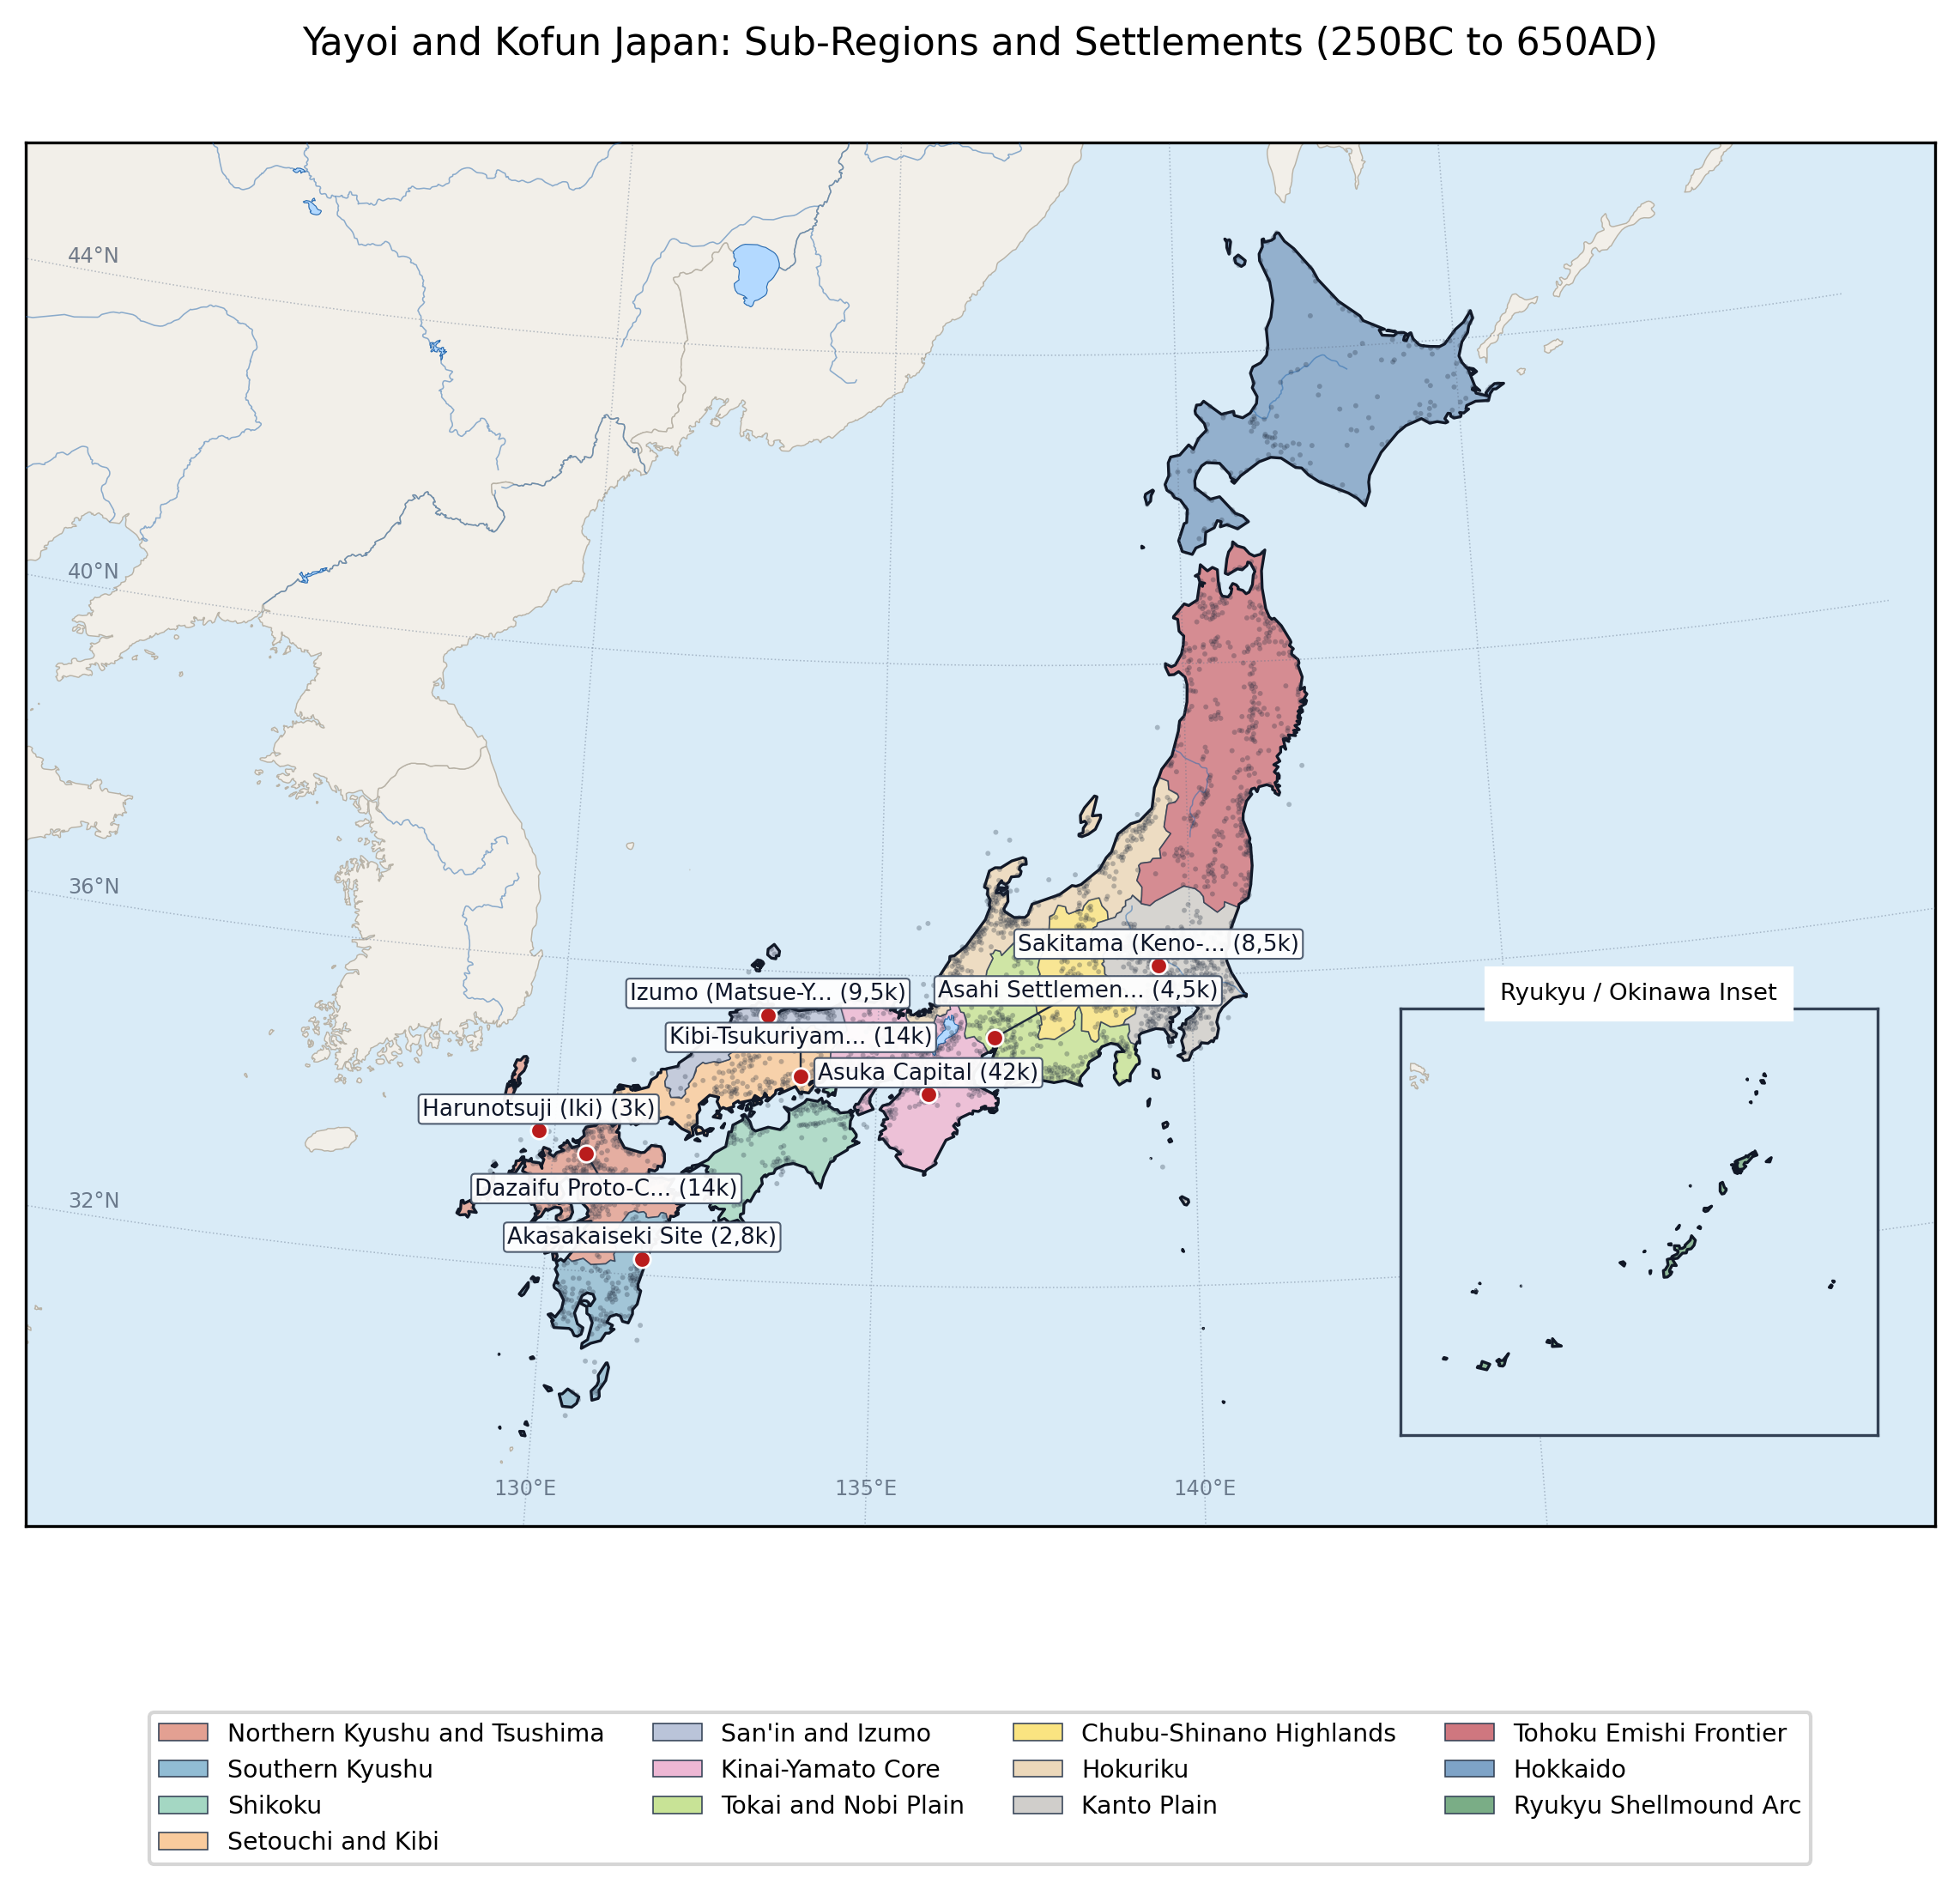 Yayoi and Kofun Japan: Sub-Regions and Settlements (250BC to 650AD)
44°N
40°N
36°N
32°N
130°E
135°E
140°E
Sakitama (Keno-... (8,5k)
Izumo (Matsue-Y... (9,5k)
Asahi Settlemen... (4,5k)
Kibi-Tsukuriyam... (14k)
Asuka Capital (42k)
Harunotsuji (Iki) (3k)
Dazaifu Proto-C... (14k)
Akasakaiseki Site (2,8k)
Ryukyu / Okinawa Inset
Northern Kyushu and Tsushima
Southern Kyushu
Shikoku
Setouchi and Kibi
San'in and Izumo
Kinai-Yamato Core
Tokai and Nobi Plain
Chubu-Shinano Highlands
Hokuriku
Kanto Plain
Tohoku Emishi Frontier
Hokkaido
Ryukyu Shellmound Arc